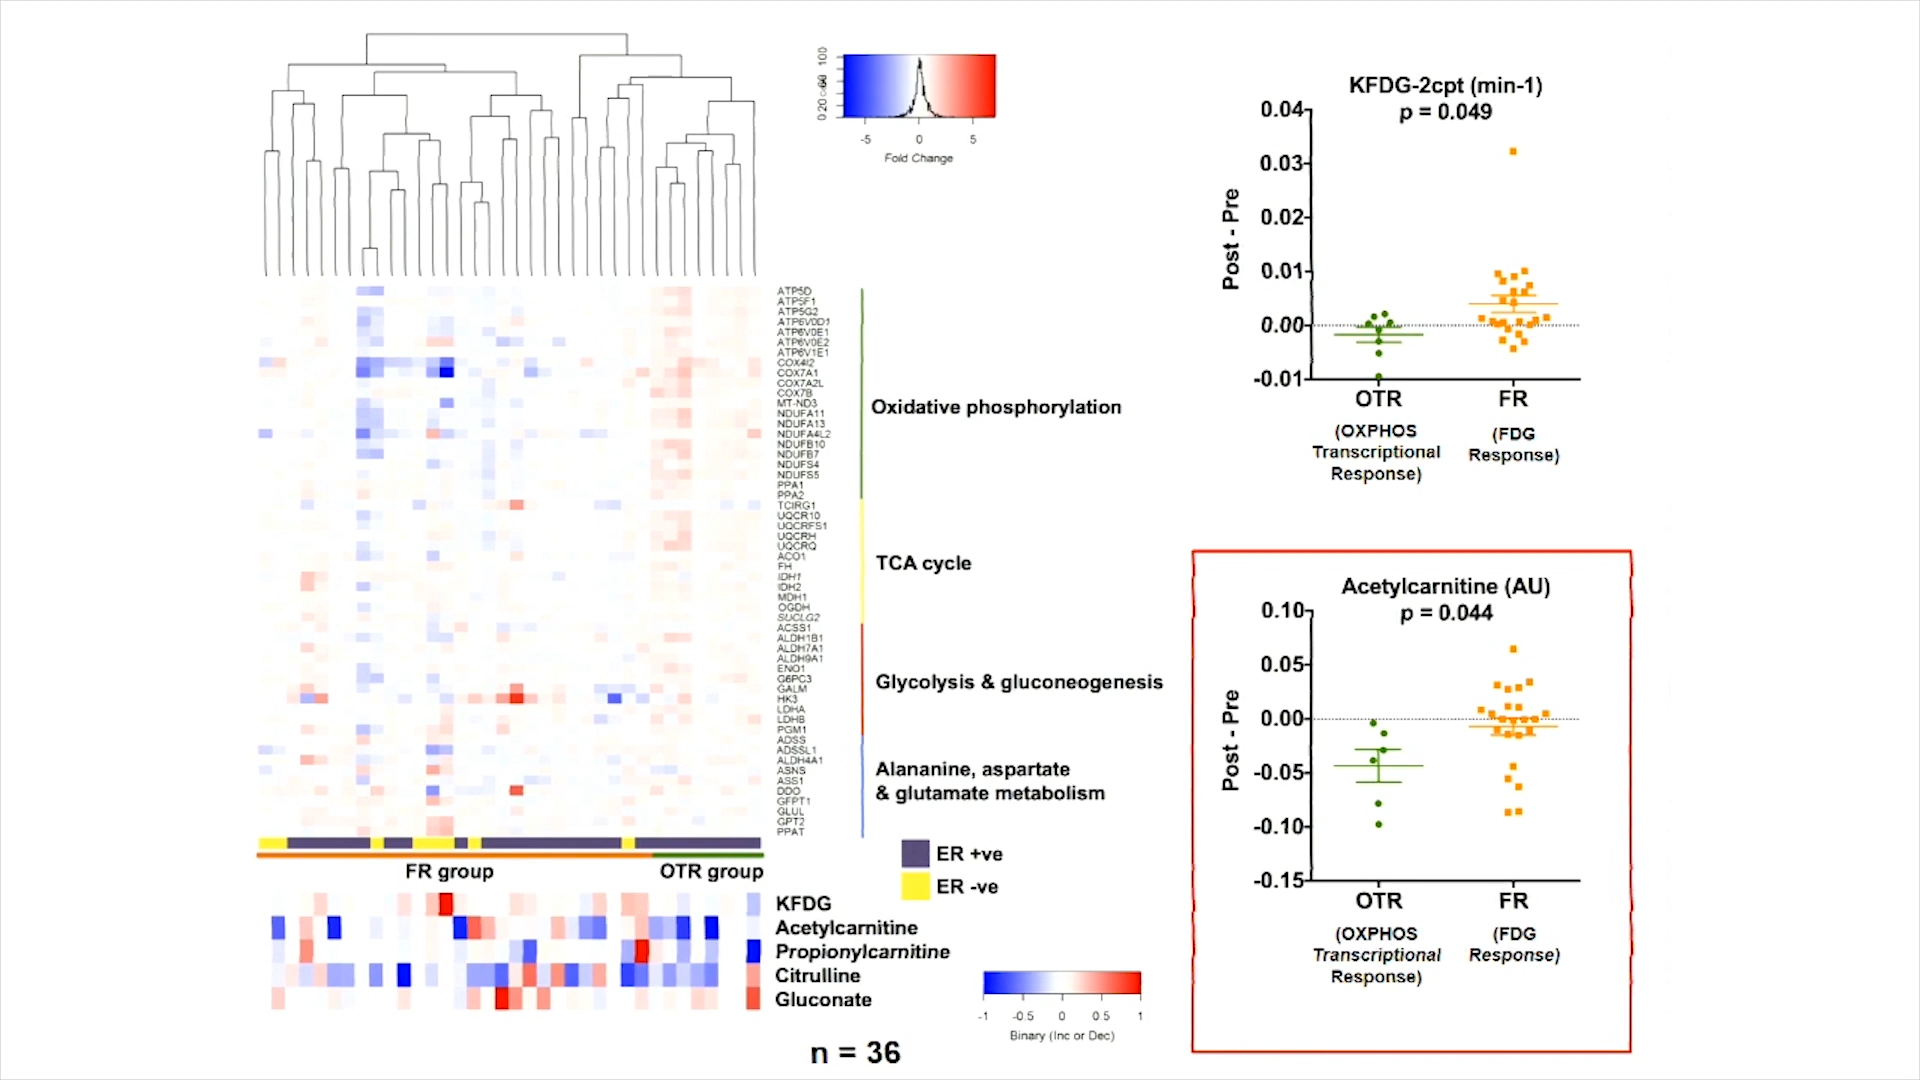 100
20
-5 0 5
Fold Change
ATP5D
ATP5F1
ATP5G2
ATP6V0D1
ATP6V0E1
ATP6V0E2
ATP6V1E1
COX4I2
COX7A1
COX7A2L
COX7B
MT-ND3
NDUFA11
NDUFA13
NDUFA4L2
NDUFB10
NDUFB7
NDUFS4
NDUFS5
PPA1
PPA2
TCIRG1
UQCR10
UQCRFS1
UQCRH
UQCRQ
ACO1
FH
IDH1
IDH2
MDH1
OGDH
SUCLG2
ACSS1
ALDH1B1
ALDH7A1
ALDH9A1
ENO1
G6PC3
GALM
HK3
LDHA
LDHB
PGM1
ADSS
ADSSL1
ALDH4A1
ASNS
ASS1
DDO
GFPT1
GLUL
GPT2
PPAT
Oxidative phosphorylation
TCA cycle
Glycolysis & gluconeogenesis
Alananine, aspartate
& glutamate metabolism
FR group
OTR group
ER +ve
ER -ve
KFDG
Acetylcarnitine
Propionylcarnitine
Citrulline
Gluconate
-1 -0.5 0 0.5 1
Binary (Inc or Dec)
n = 36
KFDG-2cpt (min-1)
p = 0.049
Post - Pre
0.04
0.03
0.02
0.01
0.00
-0.01
OTR
(OXPHOS
Transcriptional
Response)
FR
(FDG
Response)
Acetylcarnitine (AU)
p = 0.044
Post - Pre
0.10
0.05
0.00
-0.05
-0.10
-0.15
OTR
(OXPHOS
Transcriptional
Response)
FR
(FDG
Response)